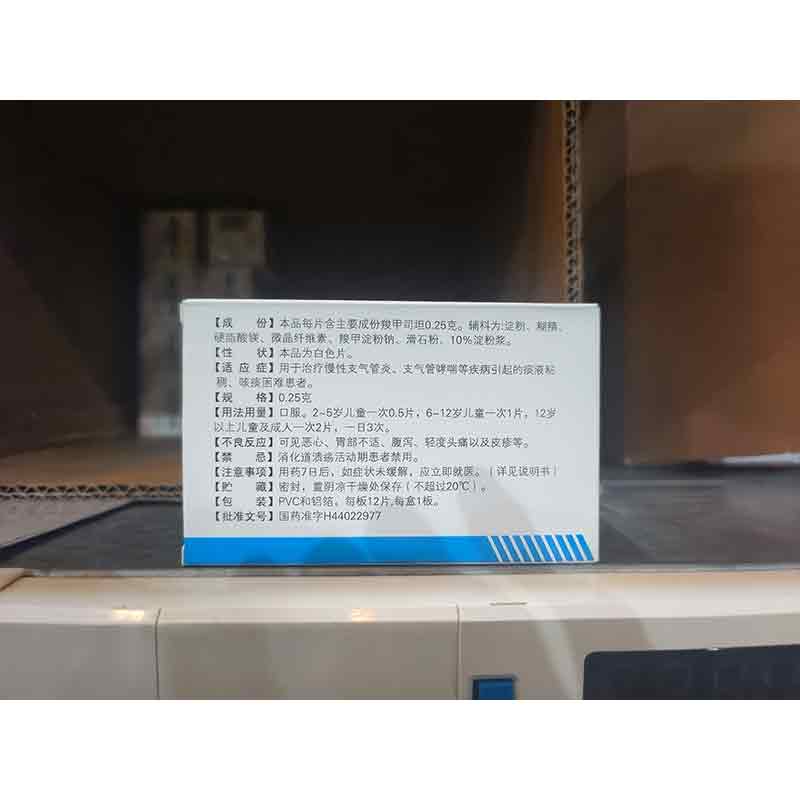 【成 份】本品每片含主要成份羧甲司坦0.25克。辅料为:淀粉、糊精、
硬脂酸镁、微晶纤维素、羧甲淀粉钠、滑石粉、10%淀粉浆。
【性 状】本品为白色片。
【适 应 症】用于治疗慢性支气管炎、支气管哮喘等疾病引起的痰液粘
稠、咳痰困难患者。
【规 格】0.25克
【用法用量】口服。2~5岁儿童一次0.5片，6~12岁儿童一次1片，12岁
以上儿童及成人一次2片，一日3次。
【不良反应】可见恶心、胃部不适、腹泻、轻度头痛以及皮疹等。
【禁 忌】消化道溃疡活动期患者禁用。
【注意事项】用药7日后，如症状未缓解，应立即就医。（详见说明书）
【贮 藏】密封，置阴凉干燥处保存（不超过20℃）。
【包 装】PVC和铝箔。每板12片,每盒1板。
【批准文号】国药准字H44022977